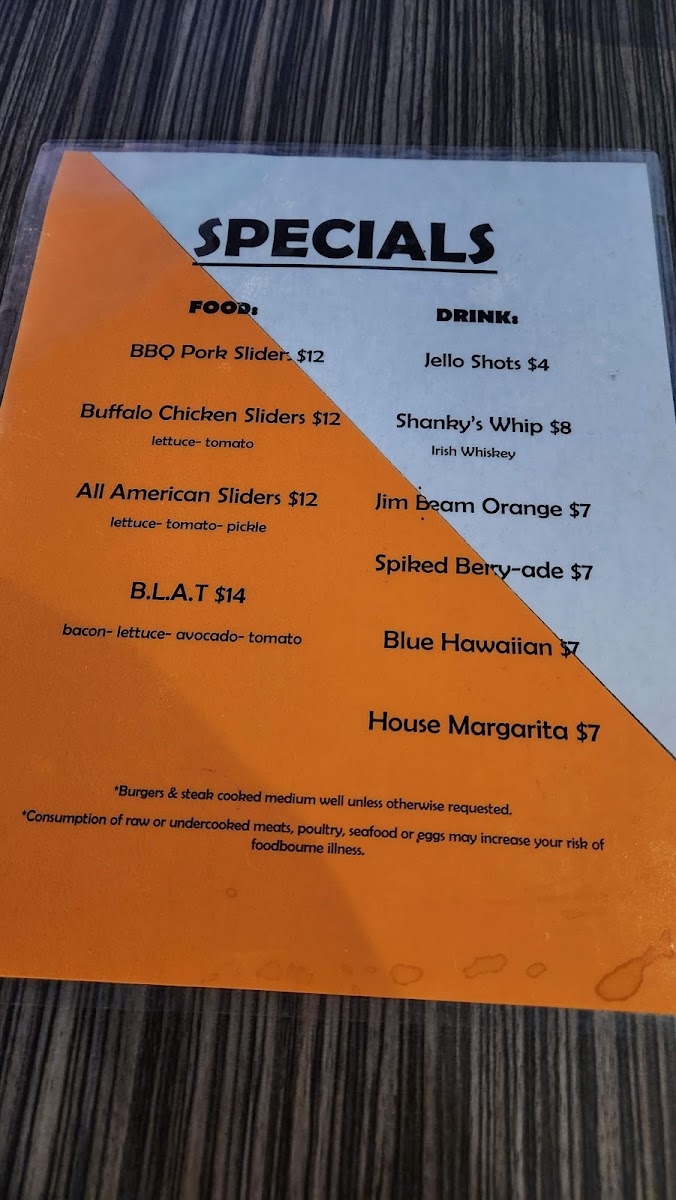 SPECIALS
FOOD:
BBQ Pork Sliders $12
Buffalo Chicken Sliders $12
lettuce- tomato
All American Sliders $12
lettuce- tomato- pickle
B.L.A.T $14
bacon- lettuce- avocado- tomato
DRINK:
Jello Shots $4
Shanky's Whip $8
Irish Whiskey
Jim Beam Orange $7
Spiked Berry-ade $7
Blue Hawaiian $7
House Margarita $7
*Burgers & steak cooked medium well unless otherwise requested.
*Consumption of raw or undercooked meats, poultry, seafood or eggs may increase your risk of
foodbourne illness.